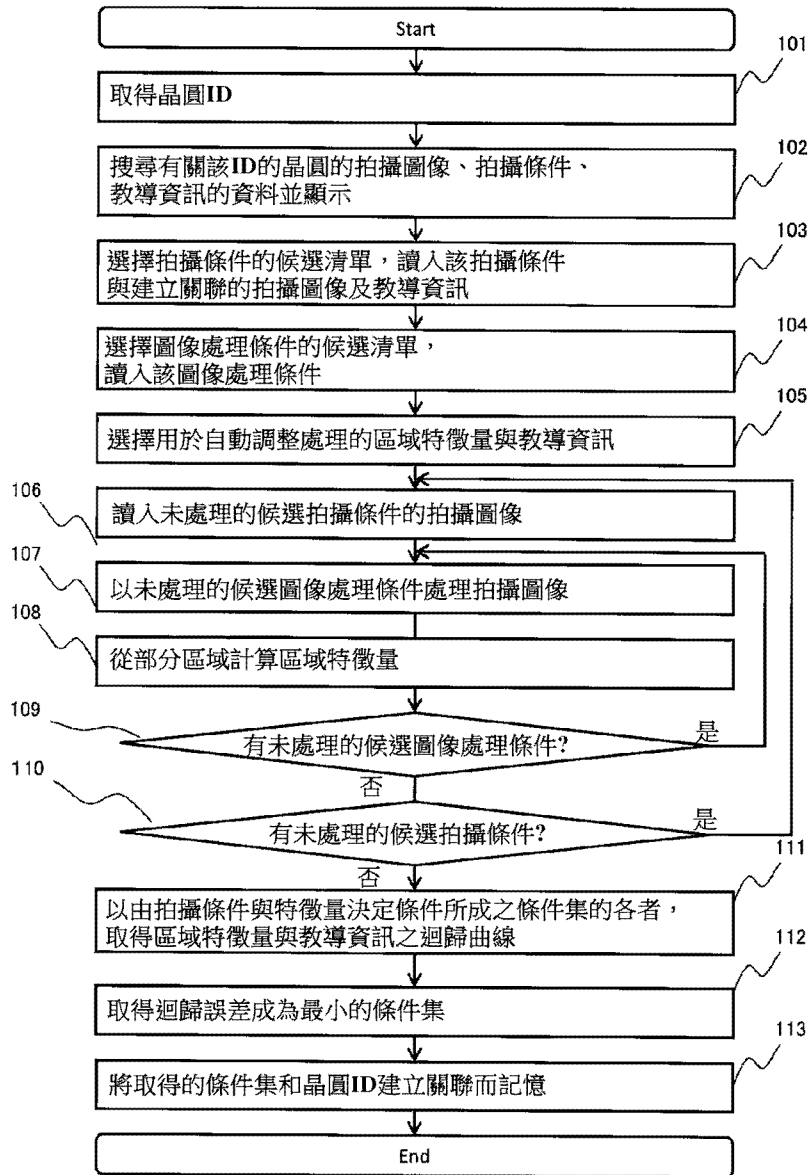 Start
101
取得晶圓ID
102
搜尋有關該ID的晶圓的拍攝圖像、拍攝條件、
教導資訊的資料並顯示
103
選擇拍攝條件的候選清單，讀入該拍攝條件
與建立關聯的拍攝圖像及教導資訊
104
選擇圖像處理條件的候選清單，
讀入該圖像處理條件
105
選擇用於自動調整處理的區域特徵量與教導資訊
106
讀入未處理的候選拍攝條件的拍攝圖像
107
以未處理的候選圖像處理條件處理拍攝圖像
108
從部分區域計算區域特徵量
109
有未處理的候選圖像處理條件?
是
否
110
有未處理的候選拍攝條件?
是
否
111
以由拍攝條件與特徵量決定條件所成之條件集的各者，
取得區域特徵量與教導資訊之迴歸曲線
112
取得迴歸誤差成為最小的條件集
113
將取得的條件集和晶圓ID建立關聯而記憶
End